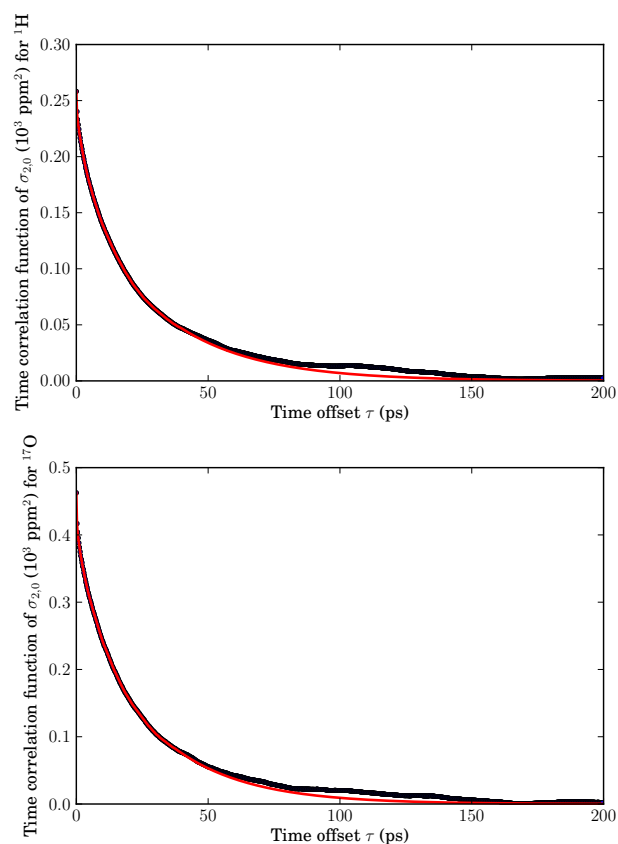 Time correlation function of σ2,0 (10³ ppm²) for ¹H
0.30
0.25
0.20
0.15
0.10
0.05
0.00
0 50 100 150 200
Time offset τ (ps)
Time correlation function of σ2,0 (10³ ppm²) for ¹⁷O
0.5
0.4
0.3
0.2
0.1
0.0
0 50 100 150 200
Time offset τ (ps)